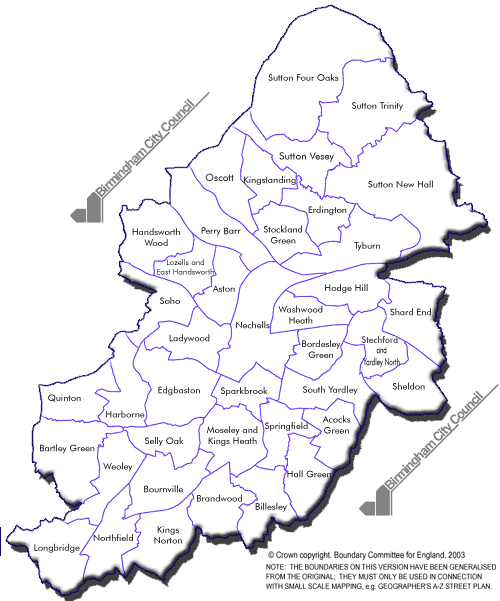 Sutton Four Oaks
Sutton Trinity
Birmingham City Council
Sutton Vesey
Oscott
Kingstanding
Sutton New Hall
Erdington
Handsworth
Wood
Perry Barr
Stockland
Green
Tyburn
Lozells and
East Handsworth
Aston
Hodge Hill
Soho
Washwood
Heath
Shard End
Nechells
Ladywood
Bordesley
Green
Stechford
and
Yardley North
Edgbaston
Sparkbrook
South Yardley
Sheldon
Quinton
Harborne
Acocks
Green
Springfield
Moseley and
Kings Heath
Bartley Green
Selly Oak
Weoley
Birmingham City Council
Hall Green
Bournville
Brandwood
Billesley
Northfield
Kings
Norton
Longbridge
© Crown copyright. Boundary Committee for England, 2003
NOTE: THE BOUNDARIES ON THIS VERSION HAVE BEEN GENERALISED
FROM THE ORIGINAL; THEY MUST ONLY BE USED IN CONNECTION
WITH SMALL SCALE MAPPING, e.g. GEOGRAPHER'S A-Z STREET PLAN.